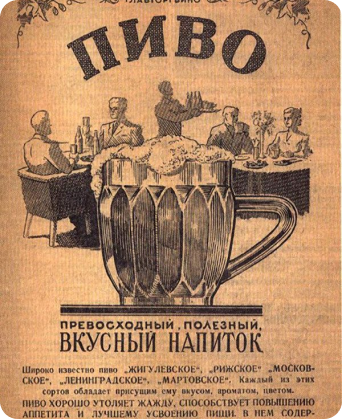 ГЛАВТОРГВИНО
ПИВО
ПРЕВОСХОДНЫЙ, ПОЛЕЗНЫЙ,
ВКУСНЫЙ НАПИТОК
Широко известно пиво „ЖИГУЛЕВСКОЕ“, „РИЖСКОЕ“ „МОСКОВ-
СКОЕ“, „ЛЕНИНГРАДСКОЕ“, „МАРТОВСКОЕ“. Каждый из этих
сортов обладает присущим ему вкусом, ароматом, цветом.
ПИВО ХОРОШО УТОЛЯЕТ ЖАЖДУ, СПОСОБСТВУЕТ ПОВЫШЕНИЮ
АППЕТИТА И ЛУЧШЕМУ УСВОЕНИЮ ПИЩИ. В НЕМ СОДЕР-